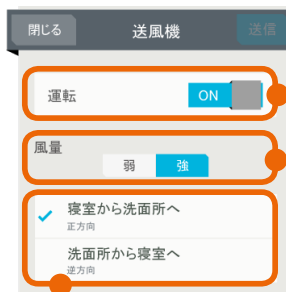 閉じる 送風機 送信
運転 ON
風量
弱 強
寝室から洗面所へ
正方向
洗面所から寝室へ
逆方向